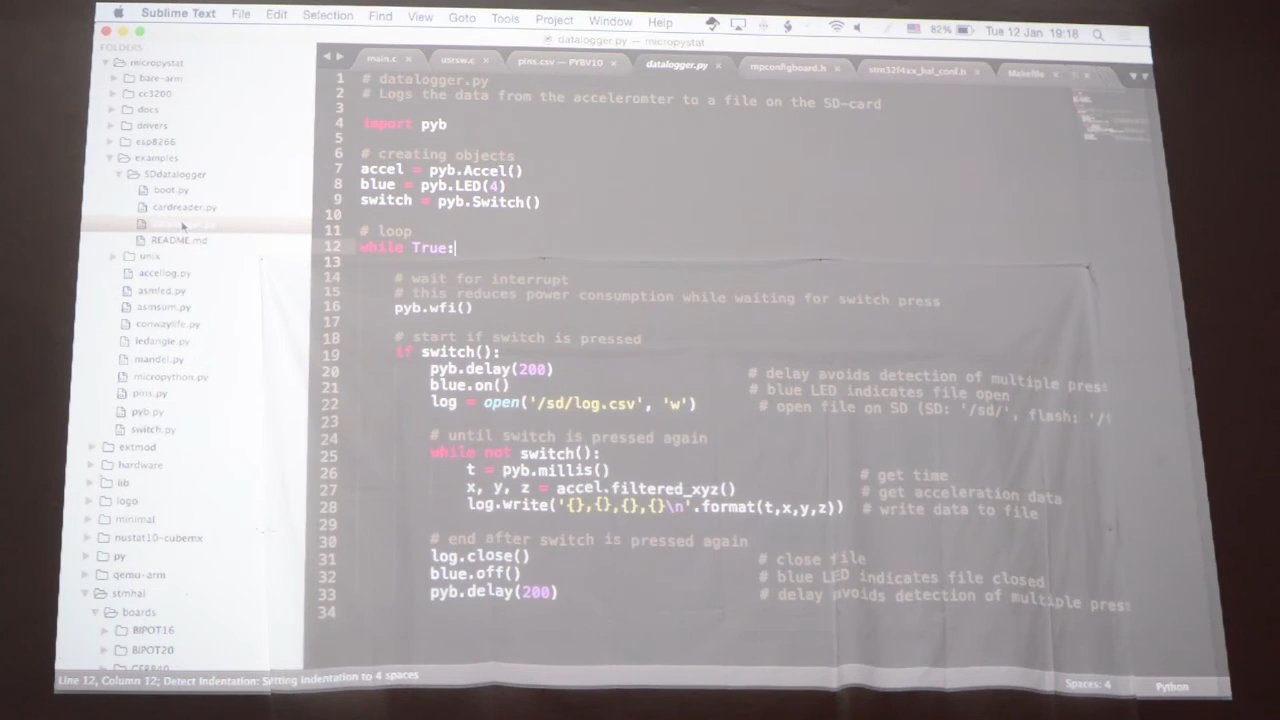 Sublime Text File Edit Selection Find View Goto Tools Project Window Help 82% Tue 12 Jan 19:18
datalogger.py — micropystat
FOLDERS
micropystat
bare-arm
cc3200
docs
drivers
esp8266
examples
SDdatalogger
boot.py
cardreader.py
README.md
unix
accellog.py
asmled.py
asmsum.py
conwaylife.py
ledangle.py
mandel.py
micropython.py
pins.py
pyb.py
switch.py
extmod
hardware
lib
logo
minimal
nustat10-cubemx
py
qemu-arm
stmhal
boards
BIPOT16
BIPOT20
CERB40
main.c
usrsw.c
pins.csv — PYBV10
datalogger.py
mpconfigboard.h
stm32f4xx_hal_conf.h
Makefile
1 # datalogger.py
2 # Logs the data from the acceleromter to a file on the SD-card
3
4 import pyb
5
6 # creating objects
7 accel = pyb.Accel()
8 blue = pyb.LED(4)
9 switch = pyb.Switch()
10
11 # loop
12 while True:
13
14 # wait for interrupt
15 # this reduces power consumption while waiting for switch press
16 pyb.wfi()
17
18 # start if switch is pressed
19 if switch():
20 pyb.delay(200) # delay avoids detection of multiple pres:
21 blue.on() # blue LED indicates file open
22 log = open('/sd/log.csv', 'w') # open file on SD (SD: '/sd/', flash: '/
23
24 # until switch is pressed again
25 while not switch():
26 t = pyb.millis() # get time
27 x, y, z = accel.filtered_xyz() # get acceleration data
28 log.write('{},{},{},{}\n'.format(t,x,y,z)) # write data to file
29
30 # end after switch is pressed again
31 log.close() # close file
32 blue.off() # blue LED indicates file closed
33 pyb.delay(200) # delay avoids detection of multiple pres:
34
Line 12, Column 12; Detect Indentation: Setting indentation to 4 spaces
Spaces: 4
Python